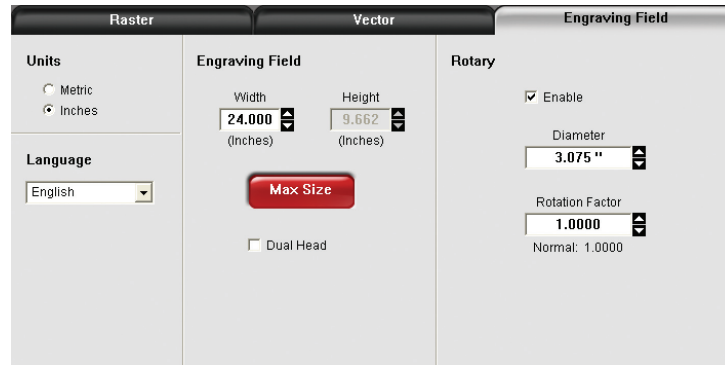 Raster
Vector
Engraving Field
Units
Metric
Inches
Language
English
Engraving Field
Width
Height
24.000
9.662
(Inches)
(Inches)
Max Size
Dual Head
Rotary
Enable
Diameter
3.075 "
Rotation Factor
1.0000
Normal: 1.0000